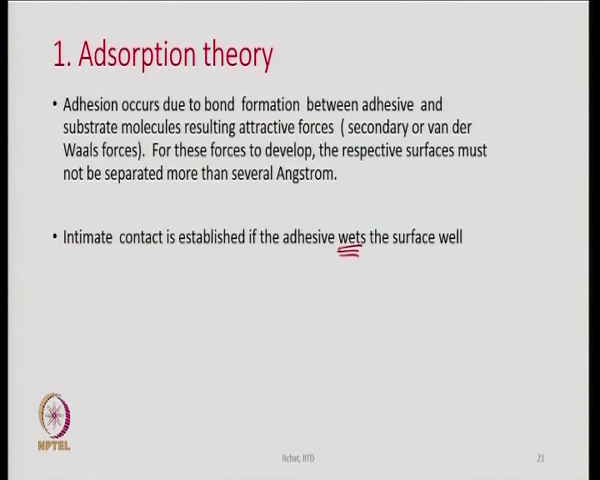 1. Adsorption theory
• Adhesion occurs due to bond formation between adhesive and
substrate molecules resulting attractive forces ( secondary or van der
Waals forces). For these forces to develop, the respective surfaces must
not be separated more than several Angstrom.
• Intimate contact is established if the adhesive wets the surface well
NPTEL
Rchat, IITD
21